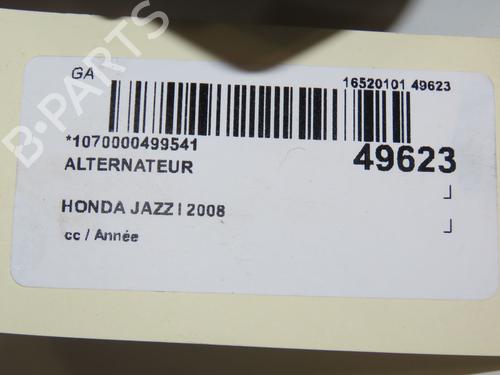 GA
16520101 49623
*1070000499541
49623
ALTERNATEUR
HONDA JAZZ I 2008
cc / Année
B-PARTS